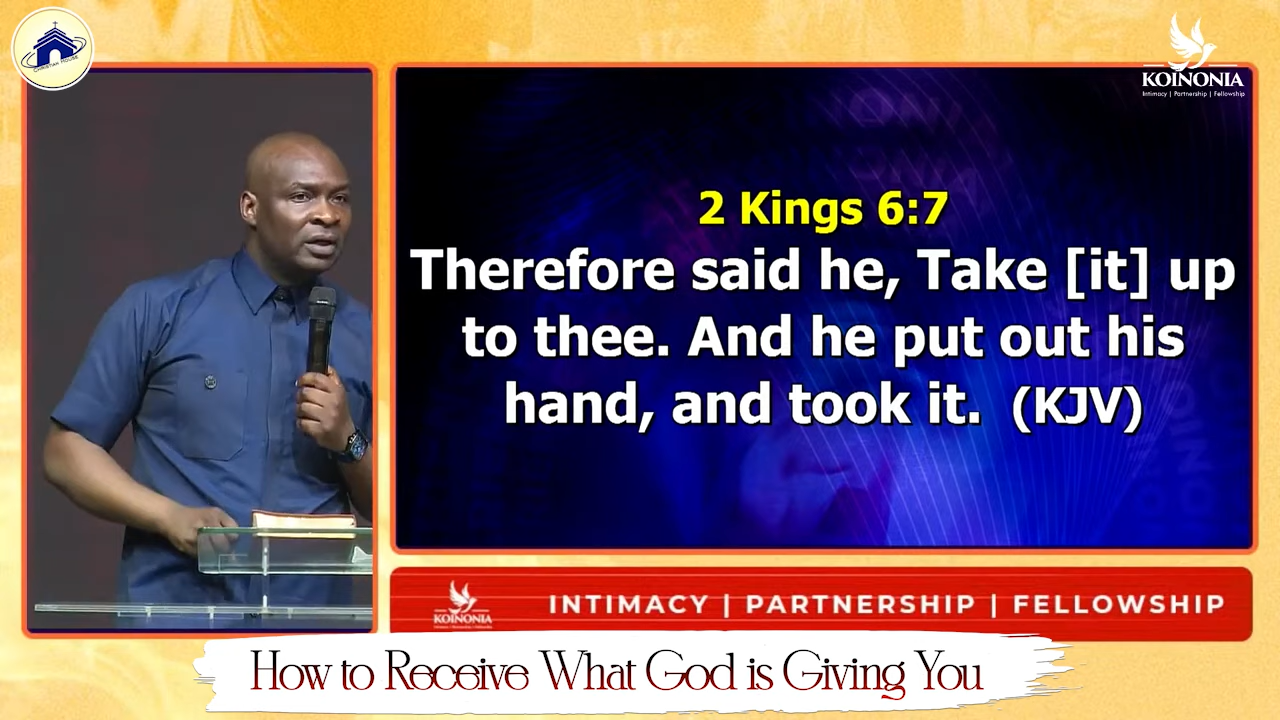 CHRISTIAN HOUSE
KOINONIA
Intimacy | Partnership | Fellowship
2 Kings 6:7
Therefore said he, Take [it] up
to thee. And he put out his
hand, and took it. (KJV)
KOINONIA
INTIMACY | PARTNERSHIP | FELLOWSHIP
How to Receive What God is Giving You